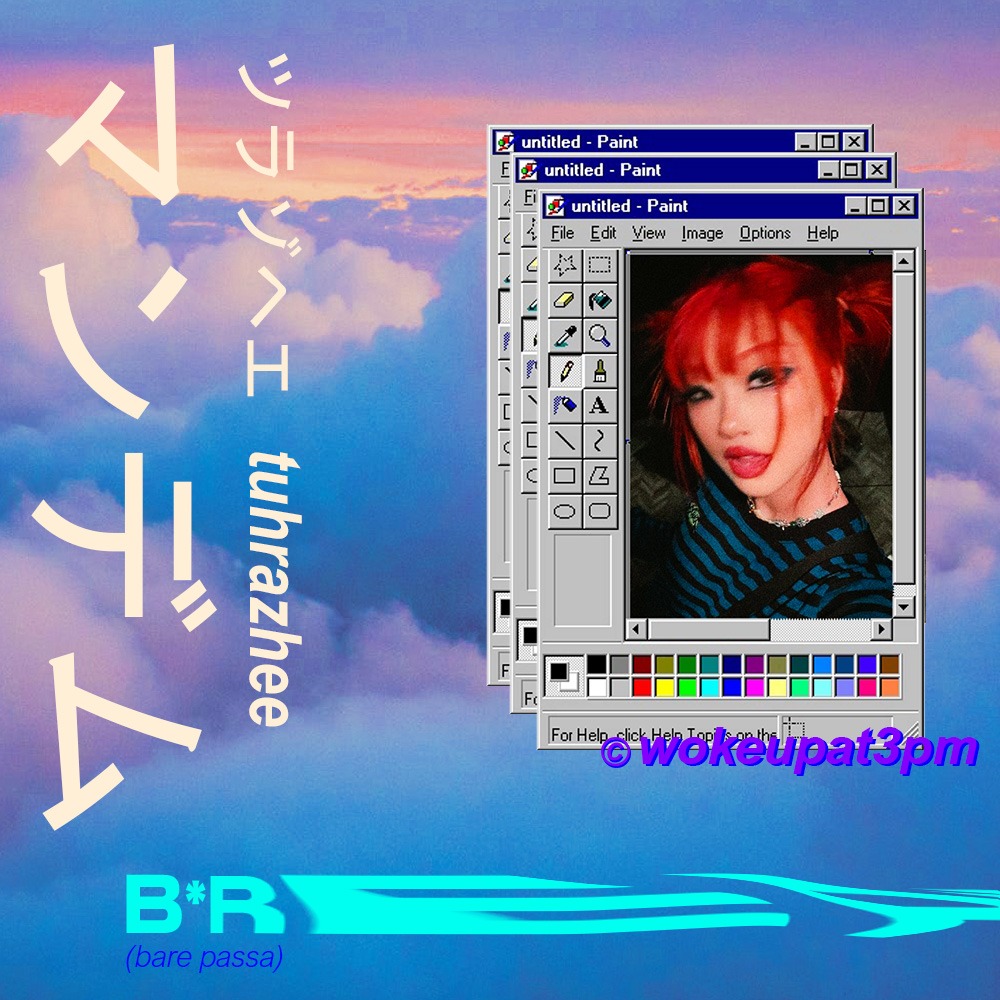 マンデム
ツラゾヘエ tuhrazhee
untitled - Paint
untitled - Paint
untitled - Paint
File Edit View Image Options Help
A
For Help, click Help Topics on the
© wokeupat3pm
B*R
(bare passa)